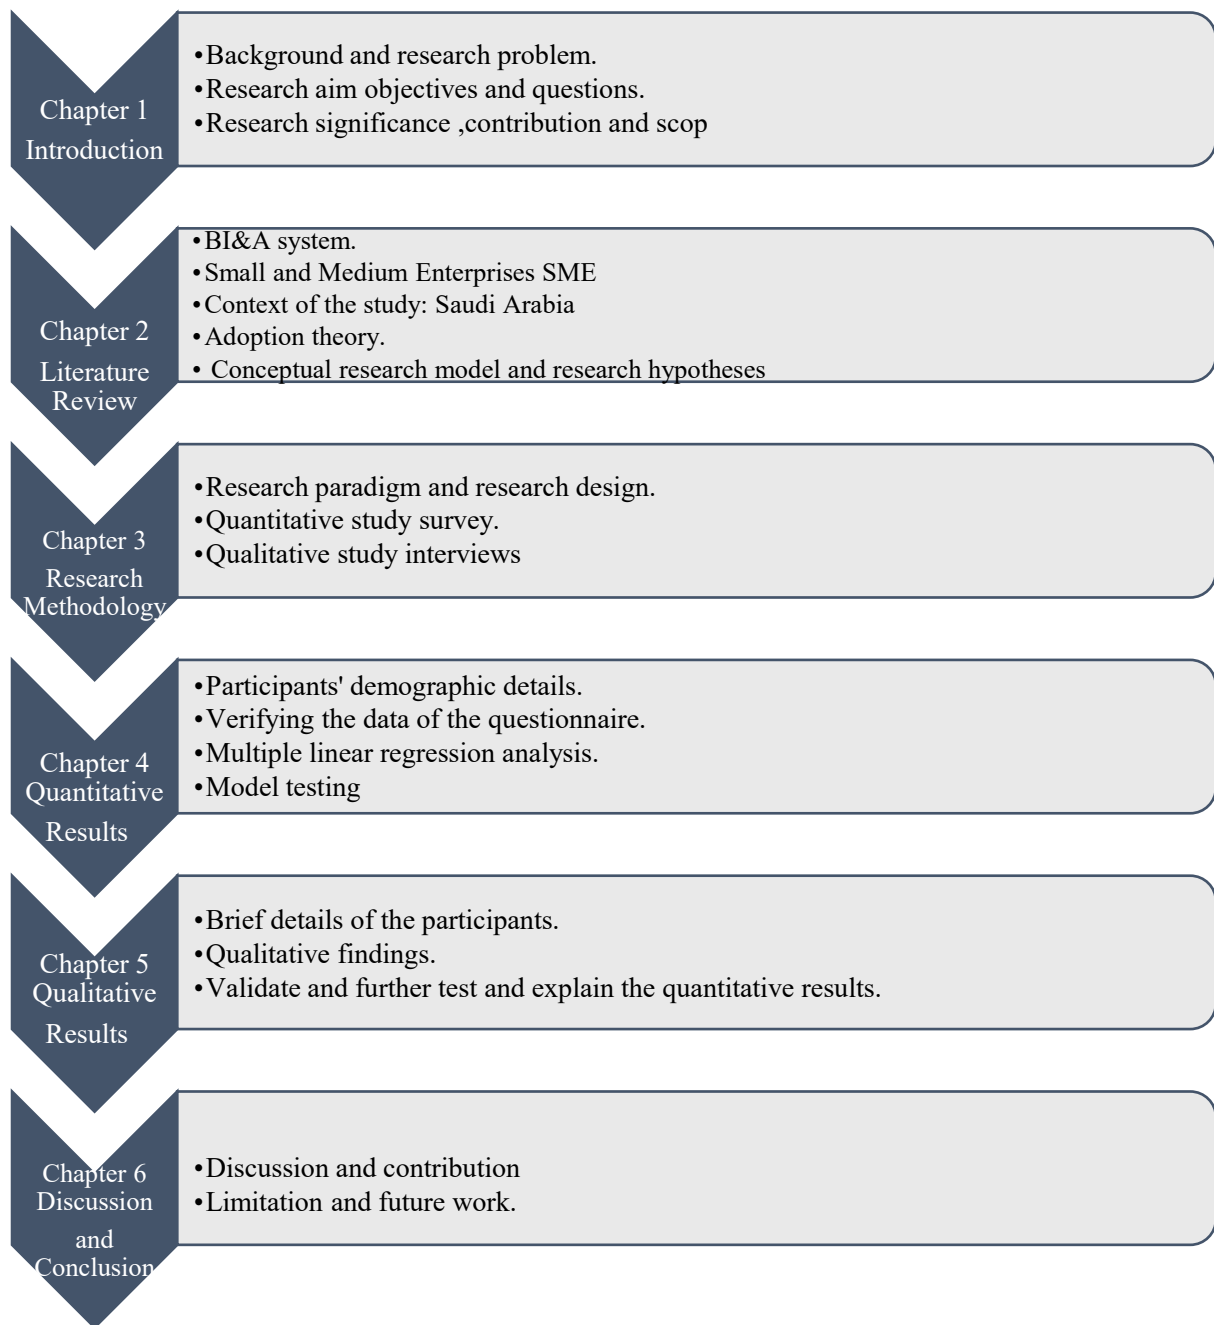 Chapter 1
Introduction
•Background and research problem.
•Research aim objectives and questions.
•Research significance ,contribution and scop
Chapter 2
Literature
Review
•BI&A system.
•Small and Medium Enterprises SME
•Context of the study: Saudi Arabia
•Adoption theory.
• Conceptual research model and research hypotheses
Chapter 3
Research
Methodology
•Research paradigm and research design.
•Quantitative study survey.
•Qualitative study interviews
Chapter 4
Quantitative
Results
•Participants' demographic details.
•Verifying the data of the questionnaire.
•Multiple linear regression analysis.
•Model testing
Chapter 5
Qualitative
Results
•Brief details of the participants.
•Qualitative findings.
•Validate and further test and explain the quantitative results.
Chapter 6
Discussion
and
Conclusion
•Discussion and contribution
•Limitation and future work.